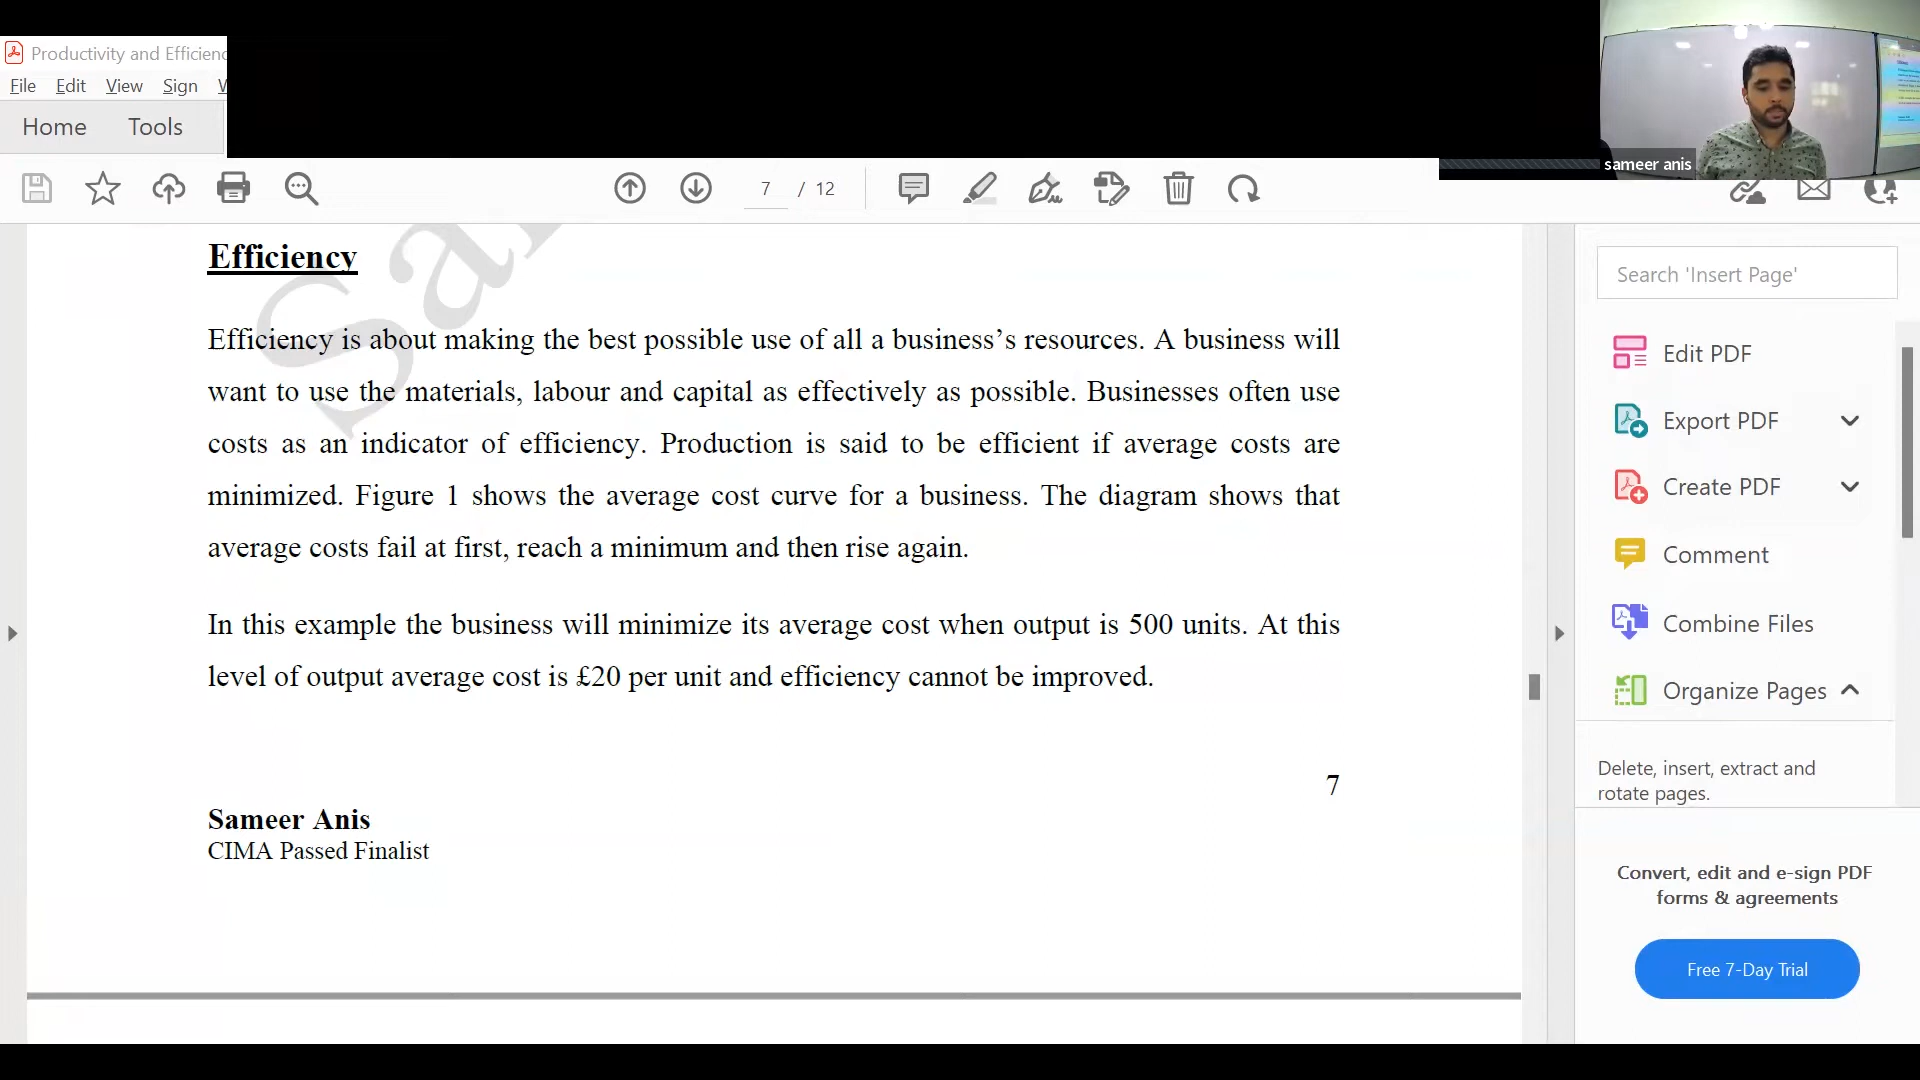 Productivity and Efficienc
File Edit View Sign
Home Tools
sameer anis
7 / 12
Efficiency
Efficiency is about making the best possible use of all a business’s resources. A business will
want to use the materials, labour and capital as effectively as possible. Businesses often use
costs as an indicator of efficiency. Production is said to be efficient if average costs are
minimized. Figure 1 shows the average cost curve for a business. The diagram shows that
average costs fail at first, reach a minimum and then rise again.
In this example the business will minimize its average cost when output is 500 units. At this
level of output average cost is £20 per unit and efficiency cannot be improved.
7
Sameer Anis
CIMA Passed Finalist
Search 'Insert Page'
Edit PDF
Export PDF
Create PDF
Comment
Combine Files
Organize Pages
Delete, insert, extract and
rotate pages.
Convert, edit and e-sign PDF
forms & agreements
Free 7-Day Trial